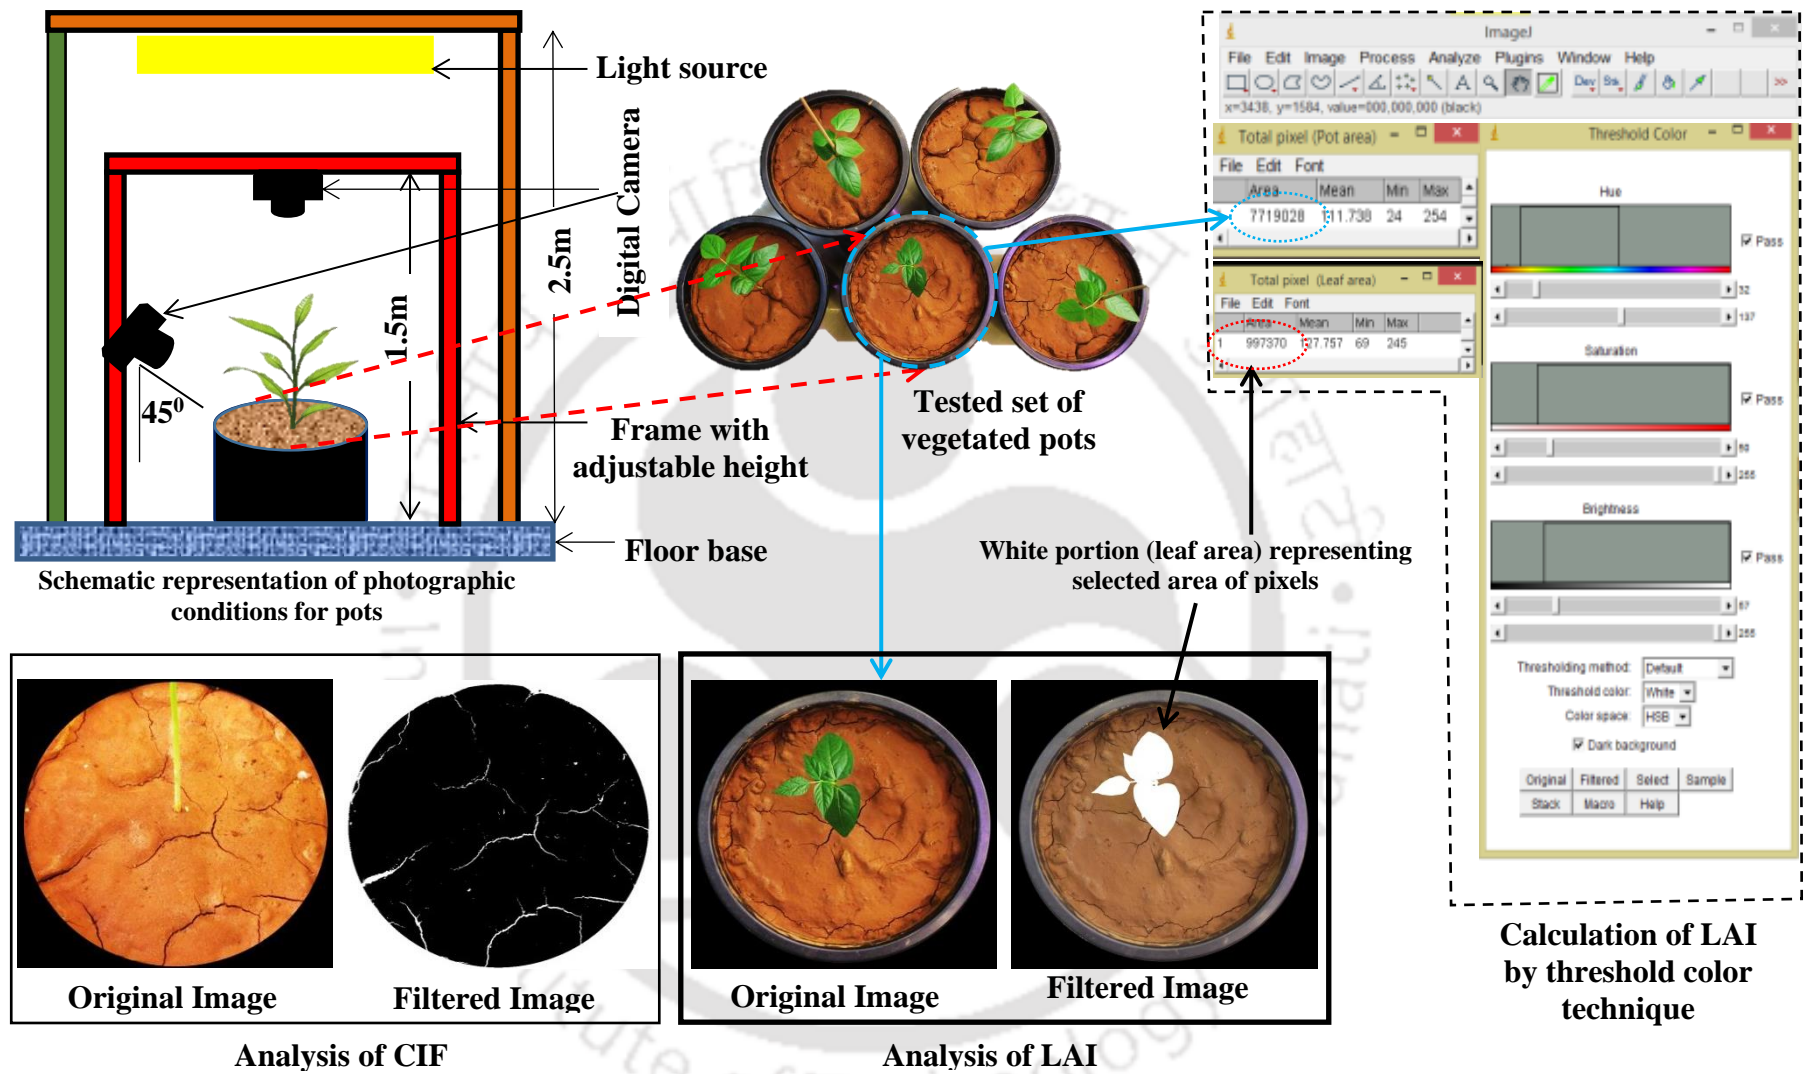 Light source
Digital Camera
2.5m
1.5m
45⁰
Frame with
adjustable height
Floor base
Schematic representation of photographic
conditions for pots
Tested set of
vegetated pots
White portion (leaf area) representing
selected area of pixels
ImageJ
File Edit Image Process Analyze Plugins Window Help
Dev Stk >>
x=3438, y=1584, value=000,000,000 (black)
Total pixel (Pot area)
File Edit Font
Area Mean Min Max
7719028 111.738 24 254
Total pixel (Leaf area)
File Edit Font
Area Mean Min Max
1 997370 127.757 69 245
Threshold Color
Hue
Pass
32
137
Saturation
Pass
255
Brightness
Pass
255
Thresholding method: Default
Threshold color: White
Color space: HSB
Dark background
Original Filtered Select Sample
Stack Macro Help
Calculation of LAI
by threshold color
technique
Original Image
Filtered Image
Analysis of CIF
Original Image
Filtered Image
Analysis of LAI